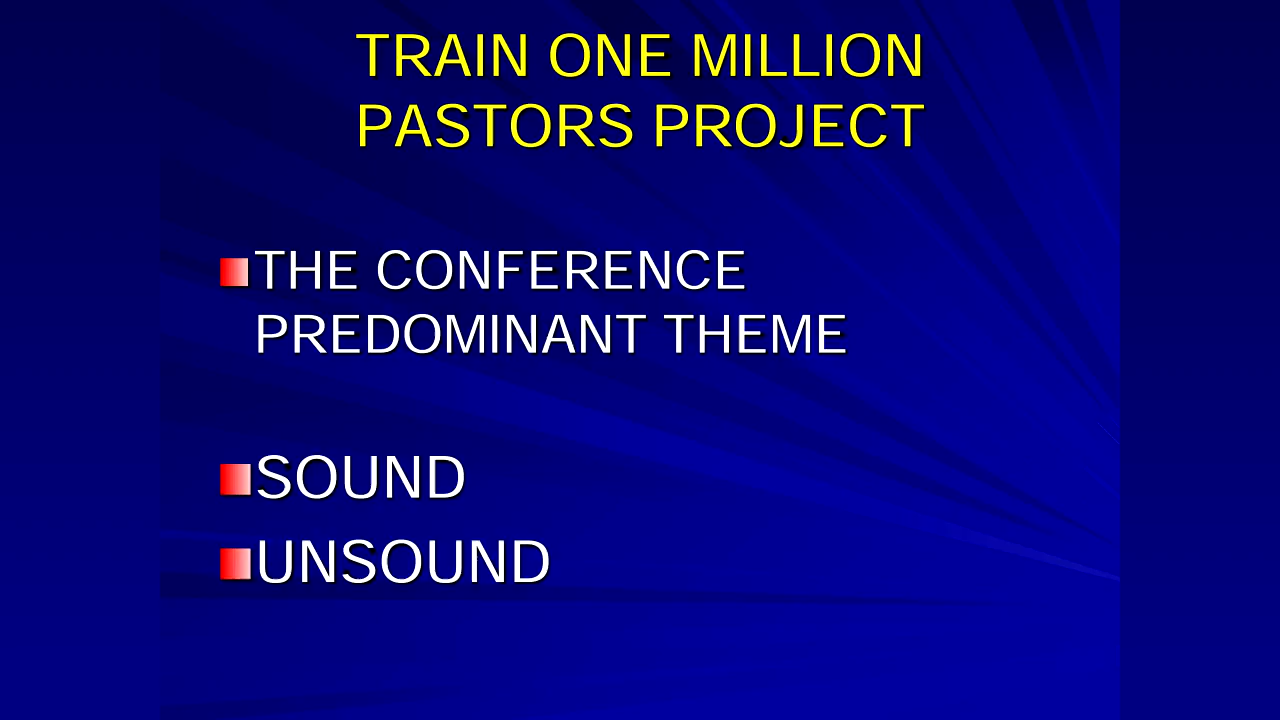 TRAIN ONE MILLION
PASTORS PROJECT
THE CONFERENCE
PREDOMINANT THEME
SOUND
UNSOUND